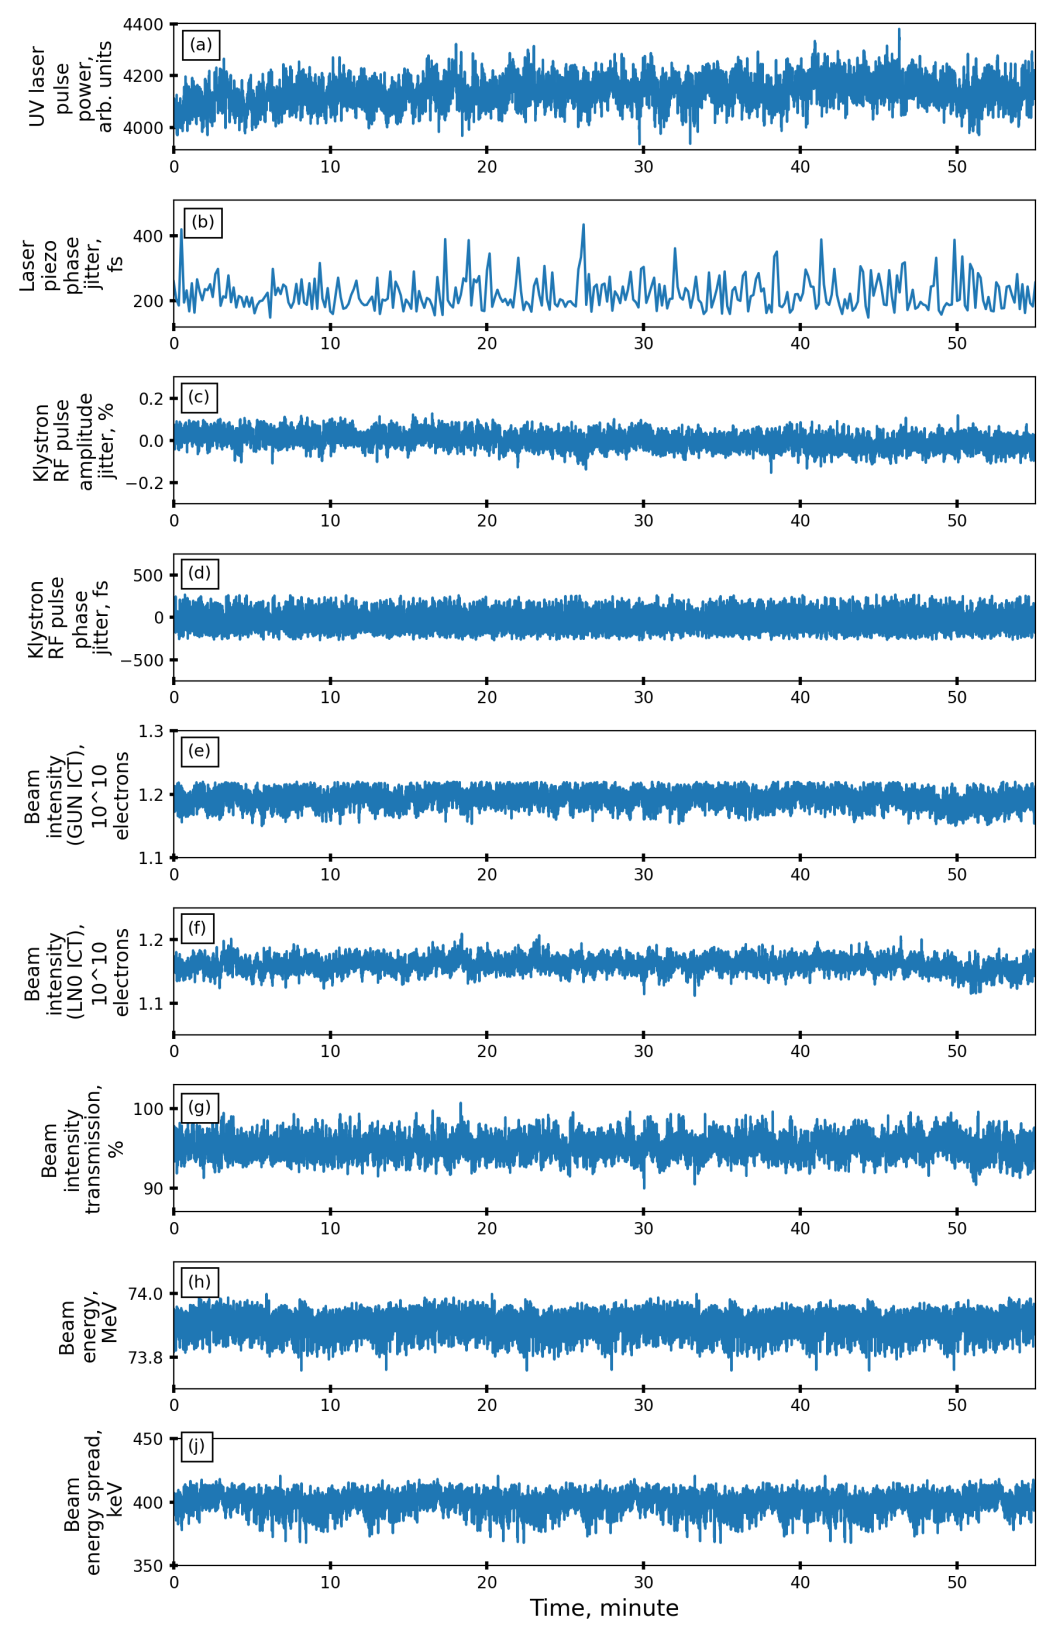 UV laser
pulse
power,
arb. units
4400
4200
4000
(a)
0 10 20 30 40 50
Laser
piezo
phase
jitter,
fs
400
200
(b)
0 10 20 30 40 50
Klystron
RF pulse
amplitude
jitter, %
0.2
0.0
−0.2
(c)
0 10 20 30 40 50
Klystron
RF pulse
phase
jitter, fs
500
0
−500
(d)
0 10 20 30 40 50
Beam
intensity
(GUN ICT),
10^10
electrons
1.3
1.2
1.1
(e)
0 10 20 30 40 50
Beam
intensity
(LN0 ICT),
10^10
electrons
1.2
1.1
(f)
0 10 20 30 40 50
Beam
intensity
transmission,
%
100
90
(g)
0 10 20 30 40 50
Beam
energy,
MeV
74.0
73.8
(h)
0 10 20 30 40 50
Beam
energy spread,
keV
450
400
350
(j)
0 10 20 30 40 50
Time, minute